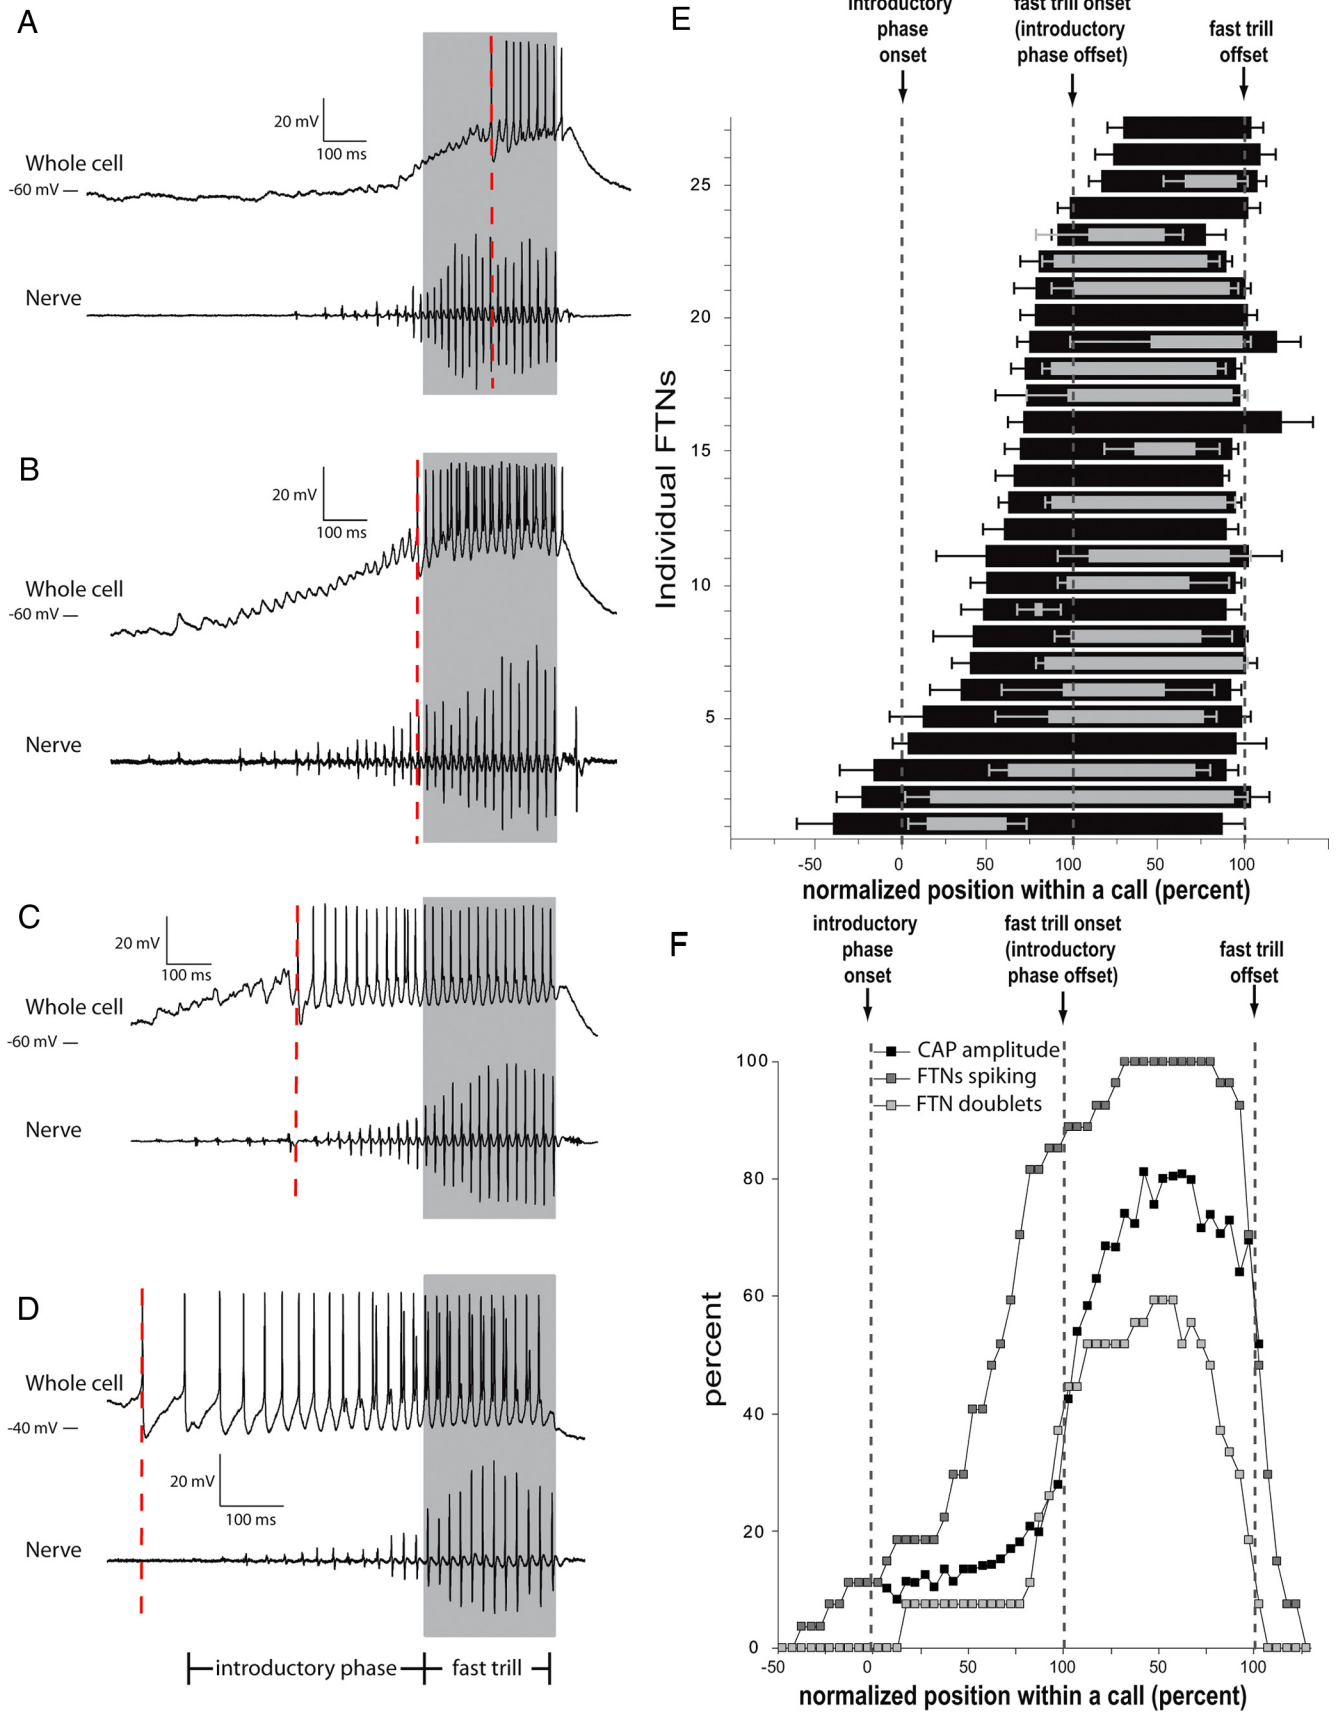 A
20 mV
100 ms
Whole cell
-60 mV
Nerve
B
20 mV
100 ms
Whole cell
-60 mV
Nerve
C
20 mV
100 ms
Whole cell
-60 mV
Nerve
D
Whole cell
-40 mV
20 mV
100 ms
Nerve
introductory phase
fast trill
E
introductory
phase
onset
fast trill onset
(introductory
phase offset)
fast trill
offset
Individual FTNs
25
20
15
10
5
-50 0 50 100 50 100
normalized position within a call (percent)
F
introductory
phase
onset
fast trill onset
(introductory
phase offset)
fast trill
offset
CAP amplitude
FTNs spiking
FTN doublets
percent
100
80
60
40
20
0
-50 0 50 100 50 100
normalized position within a call (percent)